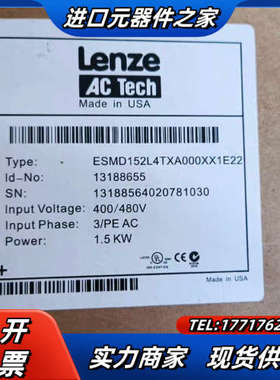 进口元器件之家
Lenze
AC Tech
Made in USA
Type: - ESMD152L4TXA000XX1E22
Id-No: 13188655
SN: 13188564020781030
Input Voltage: 400/480V
Input Phase: 3/PE AC
Power: 1.5 KW
开票
TEL:1771762
实力商家 现货供